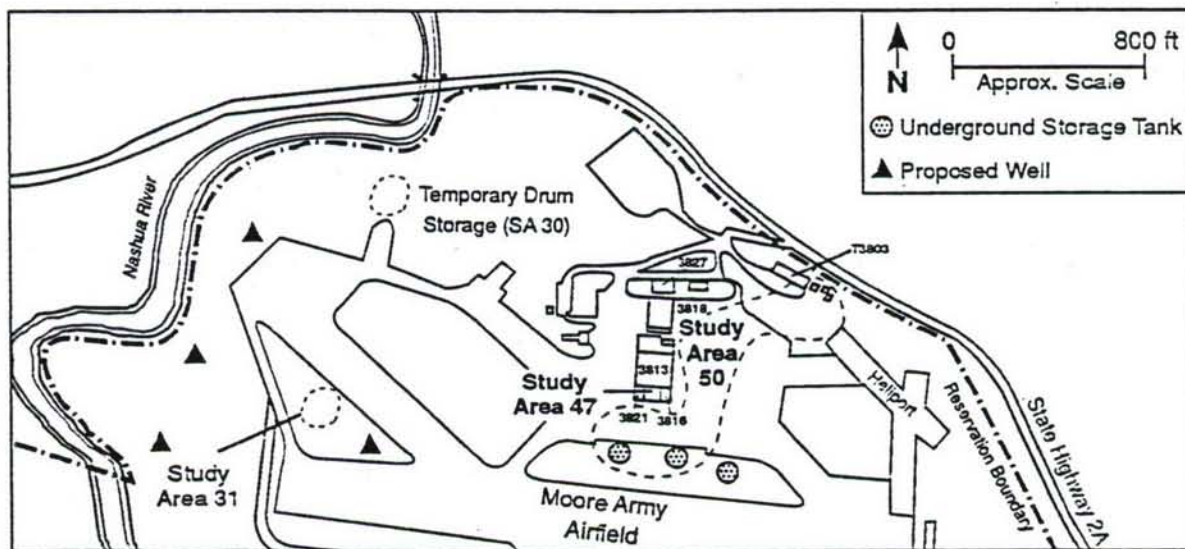 0 800 ft
N
Approx. Scale
Underground Storage Tank
Proposed Well
Nashua River
Temporary Drum
Storage (SA 30)
T3803
3827
3818
Study
Area
50
3813
Study
Area 47
3821 3816
Heliport
Reservation Boundary
State Highway 2A
Study
Area 31
Moore Army
Airfield